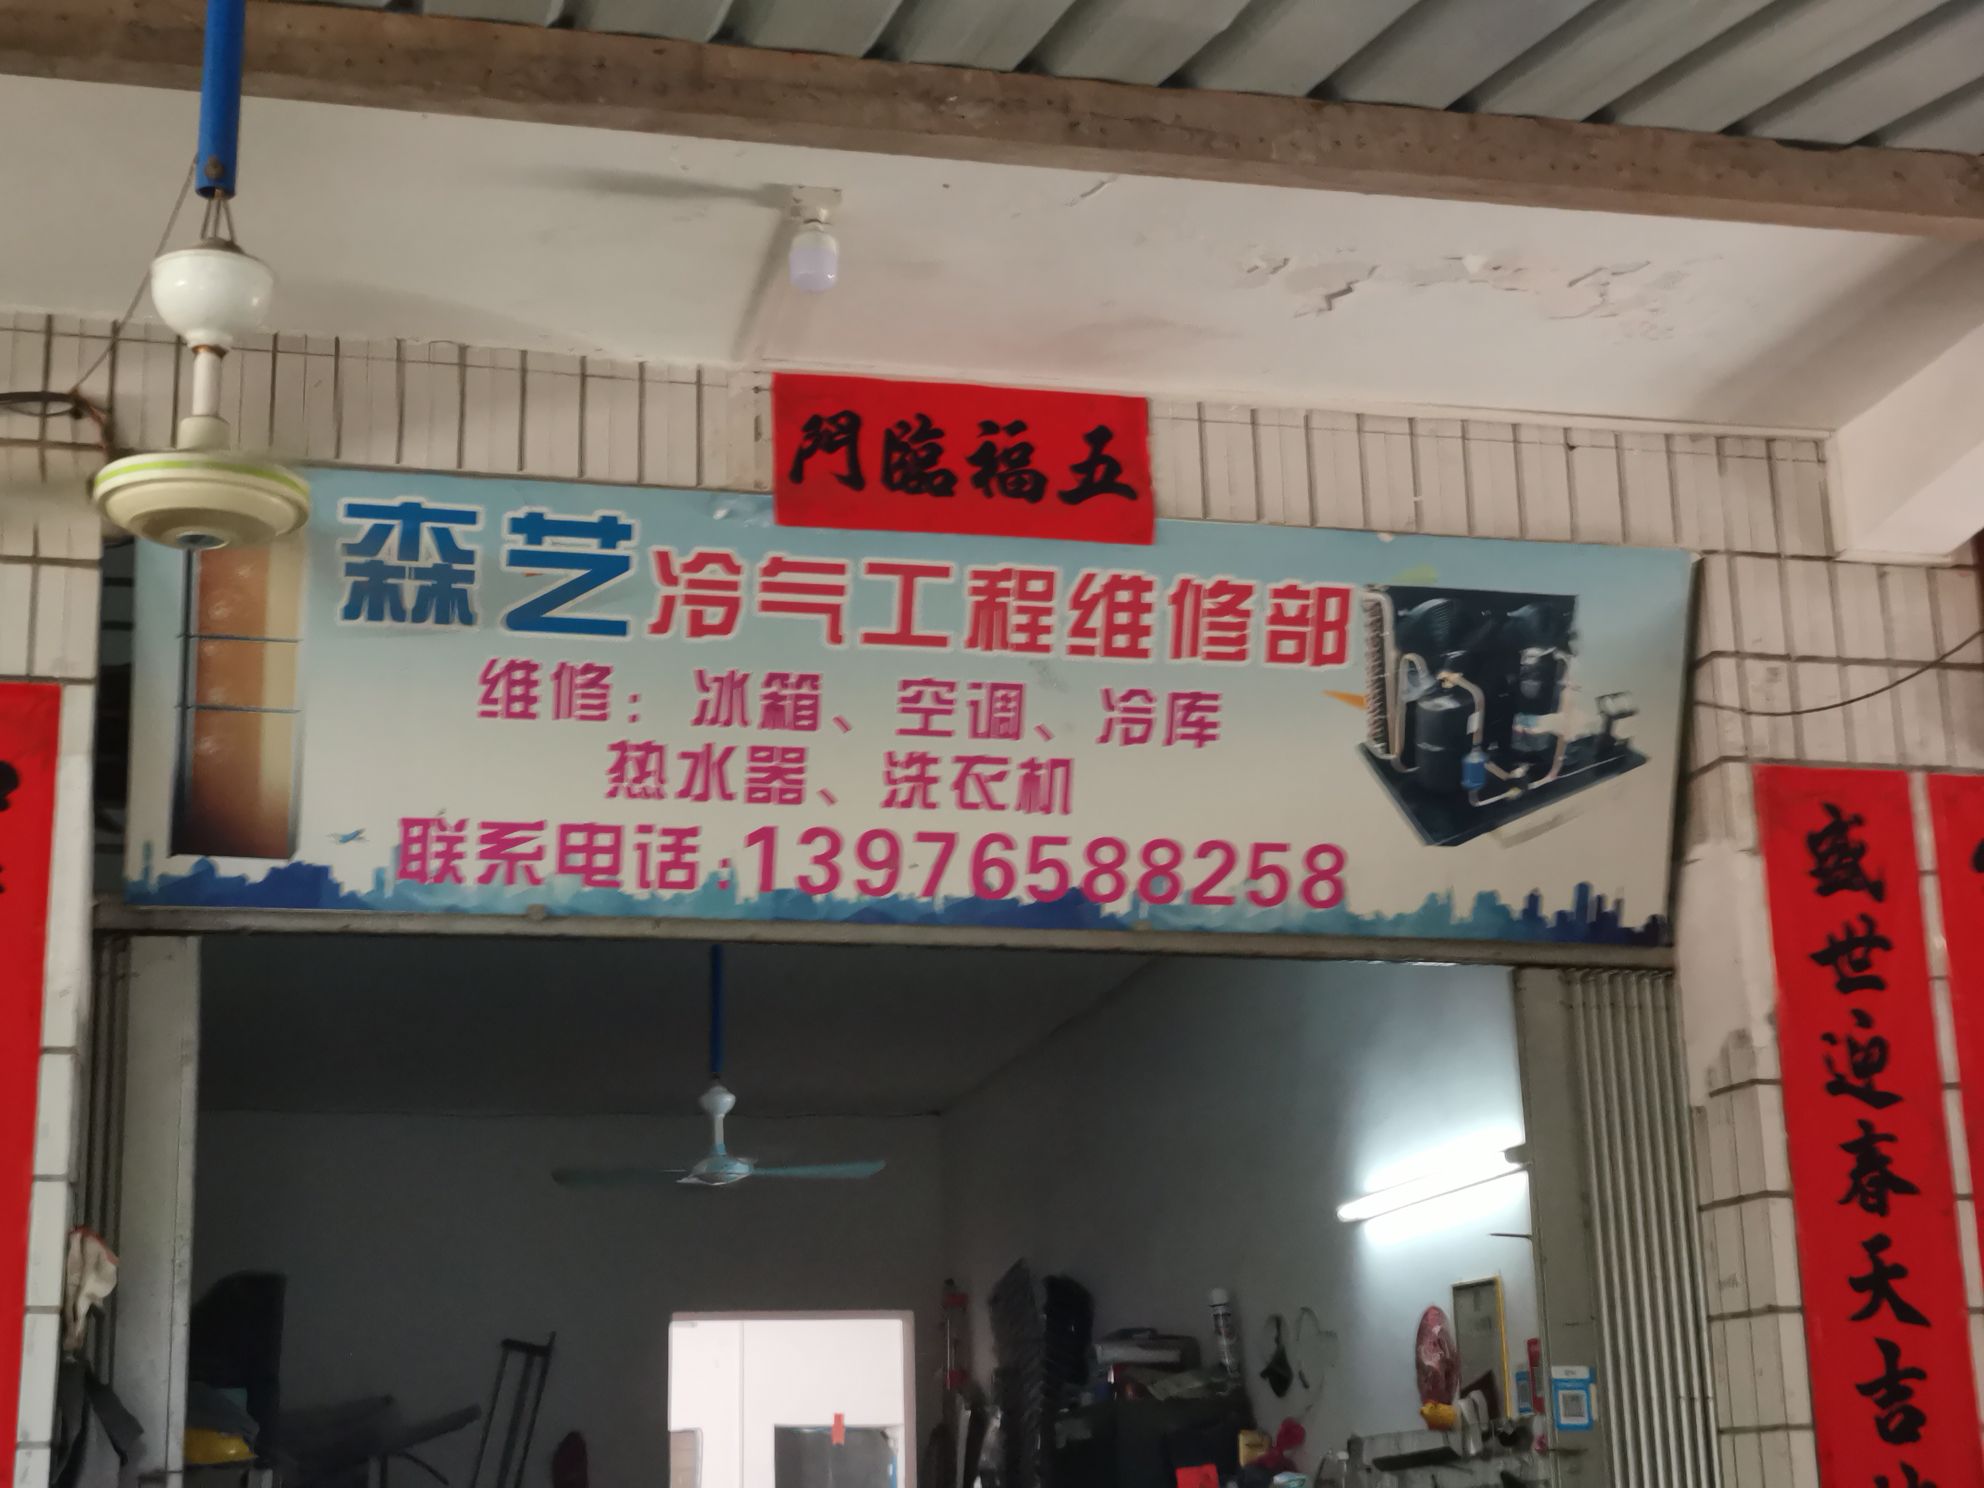 五福臨門
森艺冷气工程维修部
维修：冰箱、空调、冷库
热水器、洗衣机
联系电话:13976588258
盛世迎春天吉